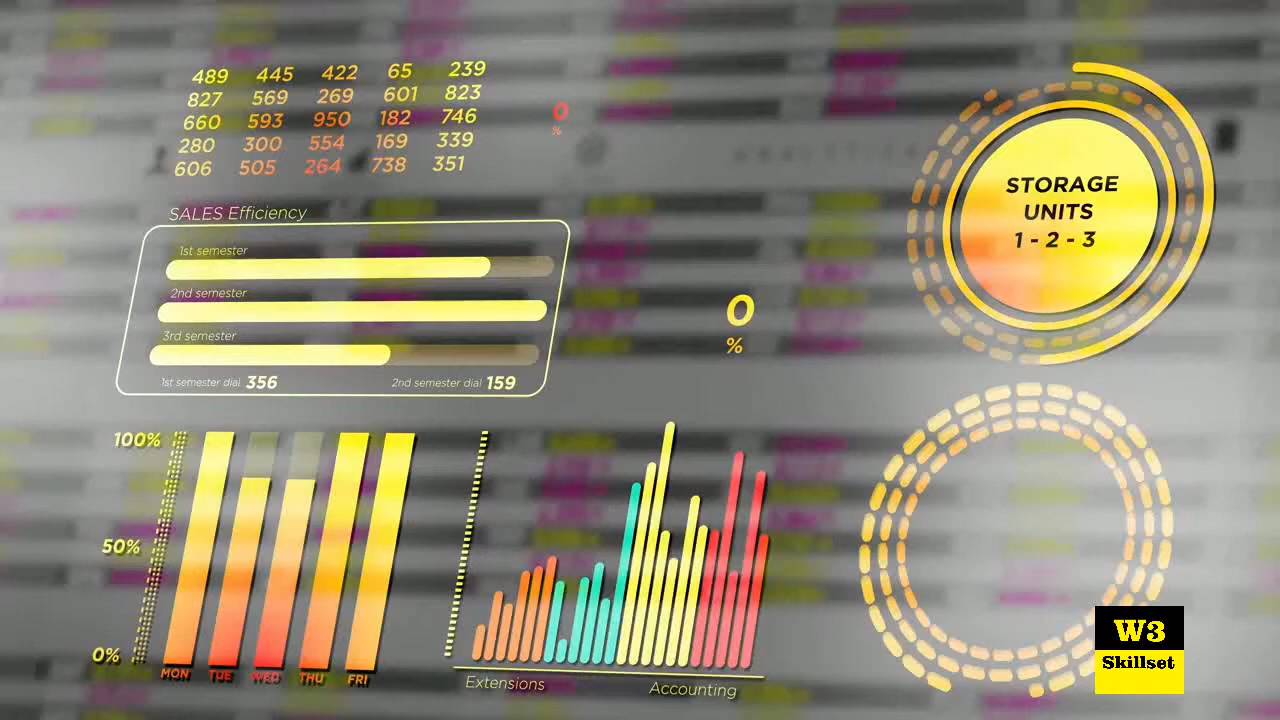 489 445 422 65 239
827 569 269 601 823
660 593 950 182 746
280 300 554 169 339
606 505 264 738 351
0
%
SALES Efficiency
1st semester
2nd semester
3rd semester
1st semester dial 356
2nd semester dial 159
0
%
STORAGE
UNITS
1 - 2 - 3
100%
50%
0%
MON TUE WED THU FRI
Extensions
Accounting
W3
Skillset